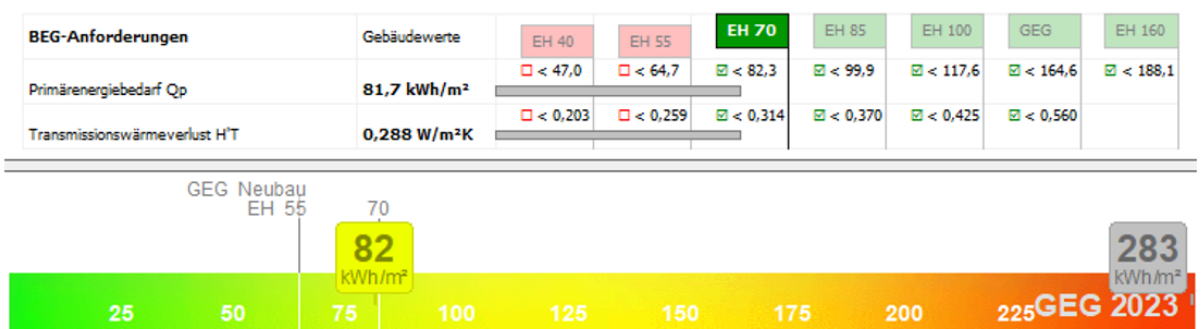 BEG-Anforderungen Gebäudewerte EH 40 EH 55 EH 70 EH 85 EH 100 GEG EH 160
Primärenergiebedarf Qp 81,7 kWh/m² < 47,0 < 64,7 < 82,3 < 99,9 < 117,6 < 164,6 < 188,1
Transmissionswärmeverlust H'T 0,288 W/m²K < 0,203 < 0,259 < 0,314 < 0,370 < 0,425 < 0,560
GEG Neubau
EH 55 70
82 283
kWh/m² kWh/m²
25 50 75 100 125 150 175 200 225 GEG 2023